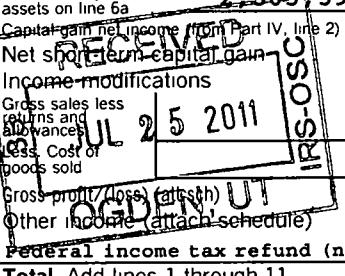 assets on line 6a
Capital gain net income (from Part IV, line 2)
Net short-term capital gain
Income modifications
Gross sales less
returns and
allowances
Less. Cost of
goods sold
Gross profit/(loss) (att sch)
Other income (attach schedule)
Federal income tax refund (n
Total. Add lines 1 through 11
RECEIVED
JUL 25 2011
IRS-OSC
OGDEN, UT